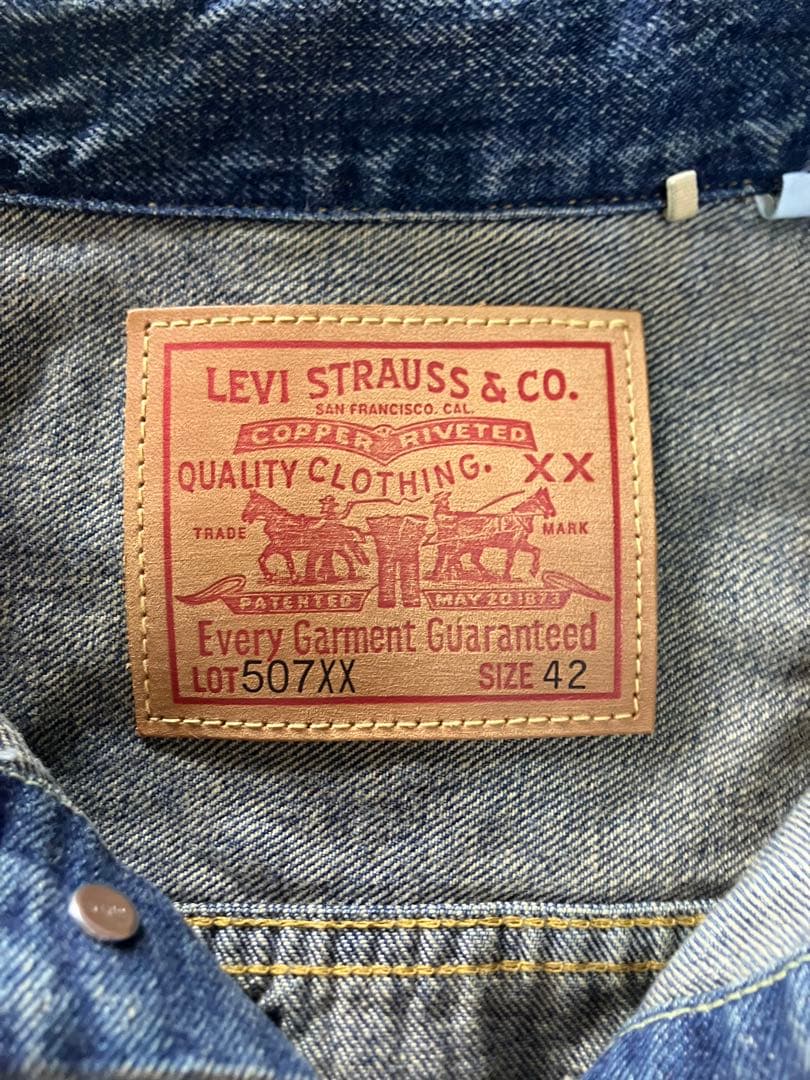 LEVI STRAUSS & CO.
SAN FRANCISCO, CAL.
COPPER RIVETED
QUALITY CLOTHING. XX
TRADE MARK
PATENTED MAY 20 1873
Every Garment Guaranteed
LOT 507XX SIZE 42